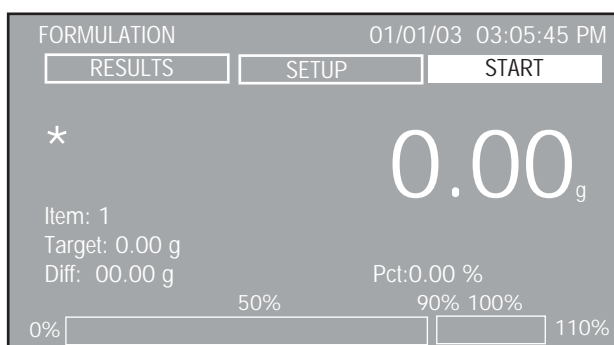 FORMULATION 01/01/03 03:05:45 PM
RESULTS SETUP START
* 0.00 g
Item: 1
Target: 0.00 g
Diff: 00.00 g Pct:0.00 %
50% 90% 100%
0% 110%